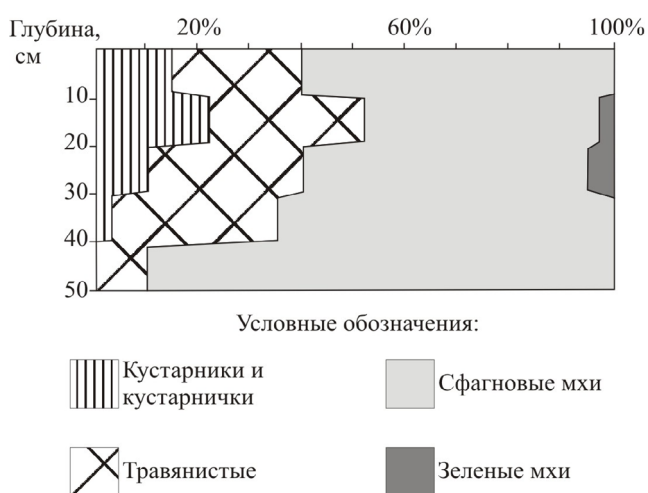 Глубина,
см
20% 60% 100%
10
20
30
40
50
Условные обозначения:
Кустарники и
кустарнички
Сфагновые мхи
Травянистые
Зеленые мхи